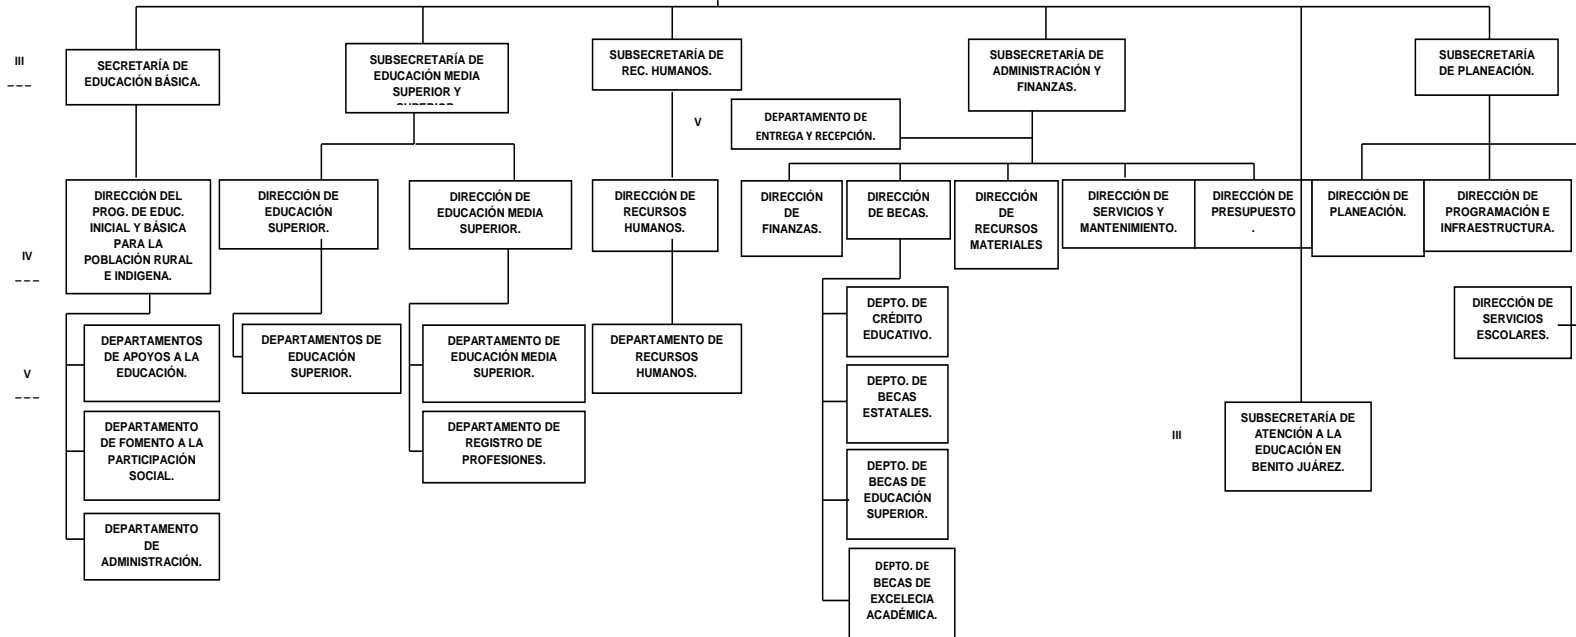 III
SECRETARÍA DE
EDUCACIÓN BÁSICA.
SUBSECRETARÍA DE
EDUCACIÓN MEDIA
SUPERIOR Y
SUBSECRETARÍA DE
REC. HUMANOS.
SUBSECRETARÍA DE
ADMINISTRACIÓN Y
FINANZAS.
SUBSECRETARÍA
DE PLANEACIÓN.
V
DEPARTAMENTO DE
ENTREGA Y RECEPCIÓN.
IV
DIRECCIÓN DEL
PROG. DE EDUC.
INICIAL Y BÁSICA
PARA LA
POBLACIÓN RURAL
E INDIGENA.
DIRECCIÓN DE
EDUCACIÓN
SUPERIOR.
DIRECCIÓN DE
EDUCACIÓN MEDIA
SUPERIOR.
DIRECCIÓN DE
RECURSOS
HUMANOS.
DIRECCIÓN
DE
FINANZAS.
DIRECCIÓN
DE BECAS.
DIRECCIÓN
DE
RECURSOS
MATERIALES
DIRECCIÓN DE
SERVICIOS Y
MANTENIMIENTO.
DIRECCIÓN DE
PRESUPUESTO
.
DIRECCIÓN DE
PLANEACIÓN.
DIRECCIÓN DE
PROGRAMACIÓN E
INFRAESTRUCTURA.
DIRECCIÓN DE
SERVICIOS
ESCOLARES.
V
DEPARTAMENTOS
DE APOYOS A LA
EDUCACIÓN.
DEPARTAMENTOS DE
EDUCACIÓN
SUPERIOR.
DEPARTAMENTO DE
EDUCACIÓN MEDIA
SUPERIOR.
DEPARTAMENTO DE
RECURSOS
HUMANOS.
DEPTO. DE
CRÉDITO
EDUCATIVO.
DEPTO. DE
BECAS
ESTATALES.
DEPARTAMENTO
DE FOMENTO A LA
PARTICIPACIÓN
SOCIAL.
DEPARTAMENTO DE
REGISTRO DE
PROFESIONES.
III
SUBSECRETARÍA DE
ATENCIÓN A LA
EDUCACIÓN EN
BENITO JUÁREZ.
DEPTO. DE
BECAS DE
EDUCACIÓN
SUPERIOR.
DEPARTAMENTO
DE
ADMINISTRACIÓN.
DEPTO. DE
BECAS DE
EXCELECIA
ACADÉMICA.